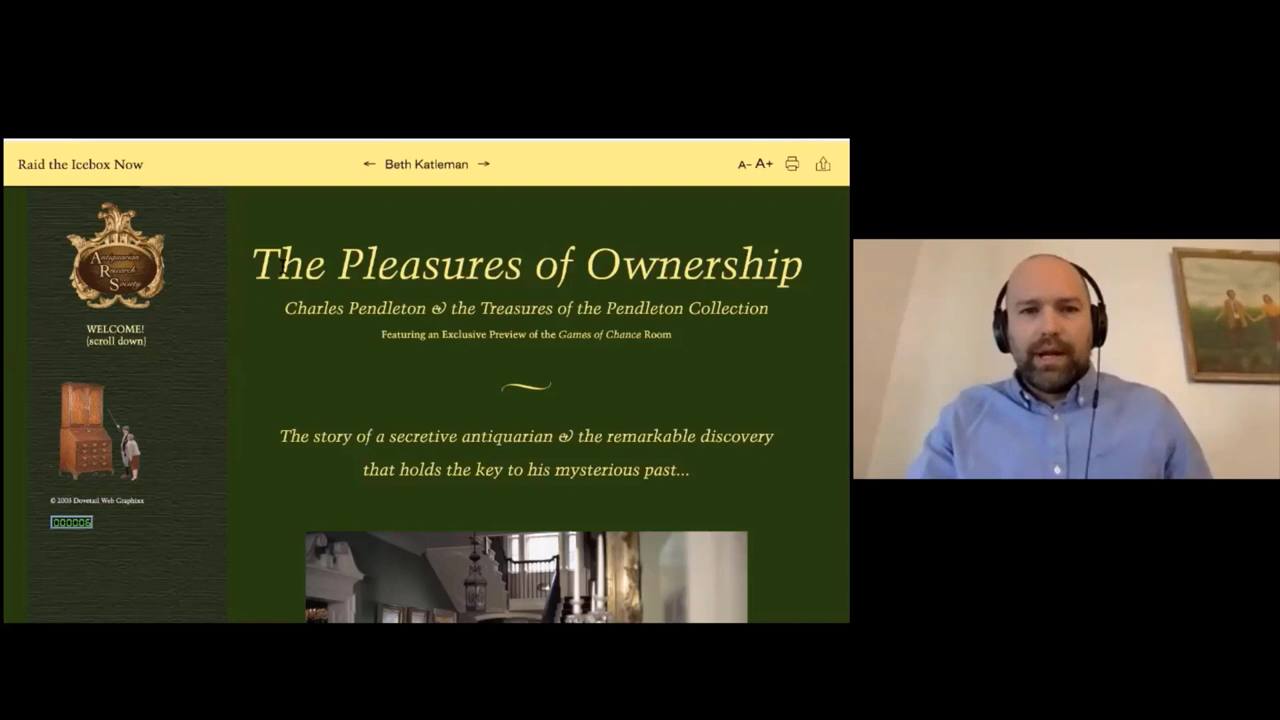 Raid the Icebox Now
← Beth Katleman →
A- A+
Antiquarian
Research
Society
WELCOME!
(scroll down)
© 2003 Dovetail Web Graphixx
000006
The Pleasures of Ownership
Charles Pendleton & the Treasures of the Pendleton Collection
Featuring an Exclusive Preview of the Games of Chance Room
The story of a secretive antiquarian & the remarkable discovery
that holds the key to his mysterious past...